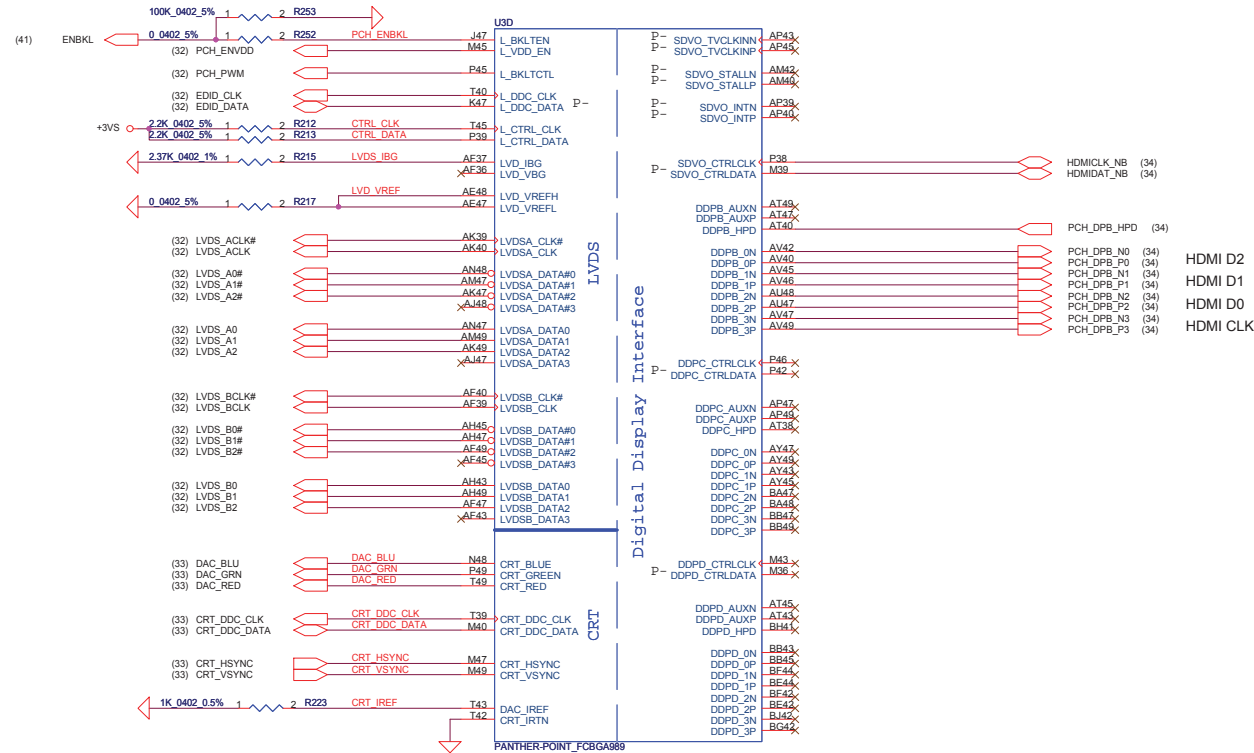 100K_0402_5% 1 2 R253
U3D
(41) ENBKL 0_0402_5% 1 2 R252 PCH_ENBKL J47 L_BKLTEN
(32) PCH_ENVDD M45 L_VDD_EN
(32) PCH_PWM P45 L_BKLTCTL
(32) EDID_CLK T40 L_DDC_CLK
(32) EDID_DATA K47 L_DDC_DATA P-
+3VS 2.2K_0402_5% 1 2 R212 CTRL_CLK T45 L_CTRL_CLK
2.2K_0402_5% 1 2 R213 CTRL_DATA P39 L_CTRL_DATA
2.37K_0402_1% 1 2 R215 LVDS_IBG AF37 LVD_IBG
AF36 LVD_VBG
LVD_VREF AE48 LVD_VREFH
0_0402_5% 1 2 R217 AE47 LVD_VREFL
(32) LVDS_ACLK# AK39 LVDSA_CLK#
(32) LVDS_ACLK AK40 LVDSA_CLK
(32) LVDS_A0# AN48 LVDSA_DATA#0
(32) LVDS_A1# AM47 LVDSA_DATA#1
(32) LVDS_A2# AK47 LVDSA_DATA#2
AJ48 LVDSA_DATA#3
(32) LVDS_A0 AN47 LVDSA_DATA0
(32) LVDS_A1 AM49 LVDSA_DATA1
(32) LVDS_A2 AK49 LVDSA_DATA2
AJ47 LVDSA_DATA3
(32) LVDS_BCLK# AF40 LVDSB_CLK#
(32) LVDS_BCLK AF39 LVDSB_CLK
(32) LVDS_B0# AH45 LVDSB_DATA#0
(32) LVDS_B1# AH47 LVDSB_DATA#1
(32) LVDS_B2# AF49 LVDSB_DATA#2
AF45 LVDSB_DATA#3
(32) LVDS_B0 AH43 LVDSB_DATA0
(32) LVDS_B1 AH49 LVDSB_DATA1
(32) LVDS_B2 AF47 LVDSB_DATA2
AF43 LVDSB_DATA3
(33) DAC_BLU DAC_BLU N48 CRT_BLUE
(33) DAC_GRN DAC_GRN P49 CRT_GREEN
(33) DAC_RED DAC_RED T49 CRT_RED
(33) CRT_DDC_CLK CRT_DDC_CLK T39 CRT_DDC_CLK
(33) CRT_DDC_DATA CRT_DDC_DATA M40 CRT_DDC_DATA
(33) CRT_HSYNC CRT_HSYNC M47 CRT_HSYNC
(33) CRT_VSYNC CRT_VSYNC M49 CRT_VSYNC
1K_0402_0.5% 1 2 R223 CRT_IREF T43 DAC_IREF
T42 CRT_IRTN
LVDS
CRT
Digital Display Interface
P- SDVO_TVCLKINN AP43
P- SDVO_TVCLKINP AP45
P- SDVO_STALLN AM42
P- SDVO_STALLP AM40
P- SDVO_INTN AP39
P- SDVO_INTP AP40
SDVO_CTRLCLK P38 HDMICLK_NB (34)
P- SDVO_CTRLDATA M39 HDMIDAT_NB (34)
DDPB_AUXN AT49
DDPB_AUXP AT47
DDPB_HPD AT40 PCH_DPB_HPD (34)
DDPB_0N AV42 PCH_DPB_N0 (34)
DDPB_0P AV40 PCH_DPB_P0 (34) HDMI D2
DDPB_1N AV45 PCH_DPB_N1 (34)
DDPB_1P AV46 PCH_DPB_P1 (34) HDMI D1
DDPB_2N AU48 PCH_DPB_N2 (34)
DDPB_2P AU47 PCH_DPB_P2 (34) HDMI D0
DDPB_3N AV47 PCH_DPB_N3 (34)
DDPB_3P AV49 PCH_DPB_P3 (34) HDMI CLK
DDPC_CTRLCLK P46
P- DDPC_CTRLDATA P42
DDPC_AUXN AP47
DDPC_AUXP AP49
DDPC_HPD AT38
DDPC_0N AY47
DDPC_0P AY49
DDPC_1N AY43
DDPC_1P AY45
DDPC_2N BA47
DDPC_2P BA48
DDPC_3N BB47
DDPC_3P BB49
DDPD_CTRLCLK M43
P- DDPD_CTRLDATA M36
DDPD_AUXN AT45
DDPD_AUXP AT43
DDPD_HPD BH41
DDPD_0N BB43
DDPD_0P BB45
DDPD_1N BF44
DDPD_1P BE44
DDPD_2N BF42
DDPD_2P BE42
DDPD_3N BJ42
DDPD_3P BG42
PANTHER-POINT_FCBGA989